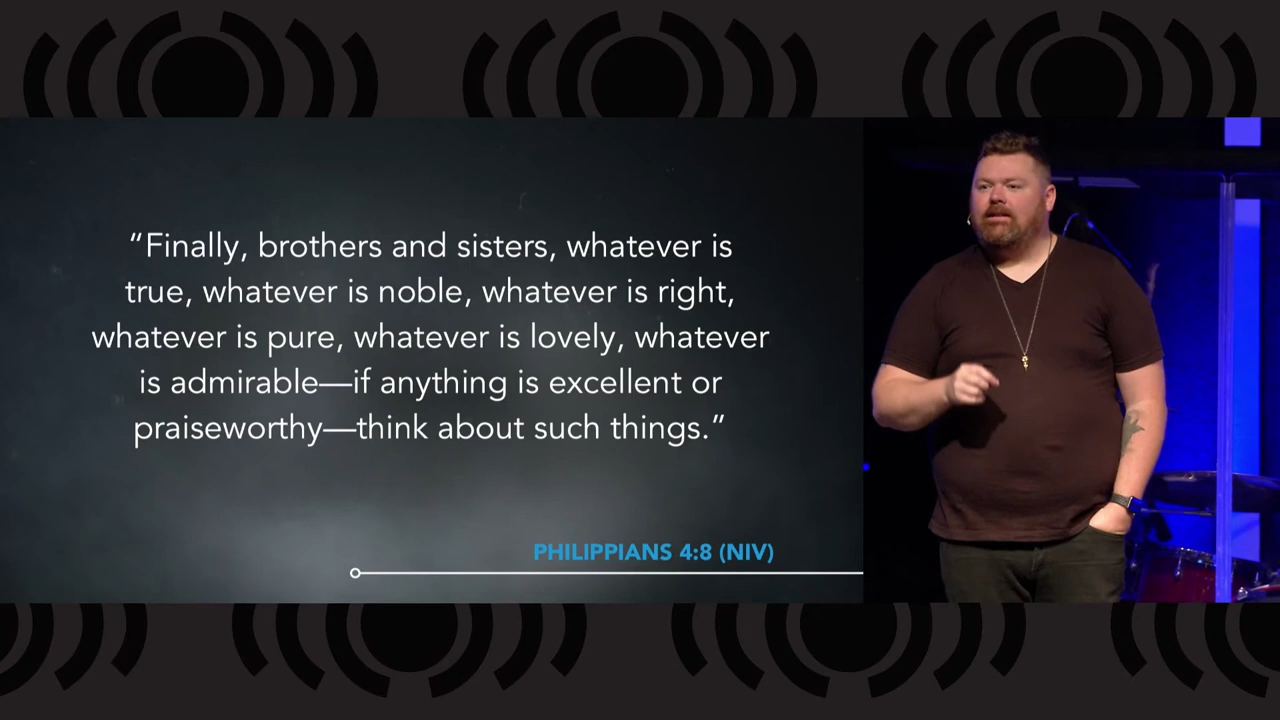 “Finally, brothers and sisters, whatever is
true, whatever is noble, whatever is right,
whatever is pure, whatever is lovely, whatever
is admirable—if anything is excellent or
praiseworthy—think about such things.”
PHILIPPIANS 4:8 (NIV)